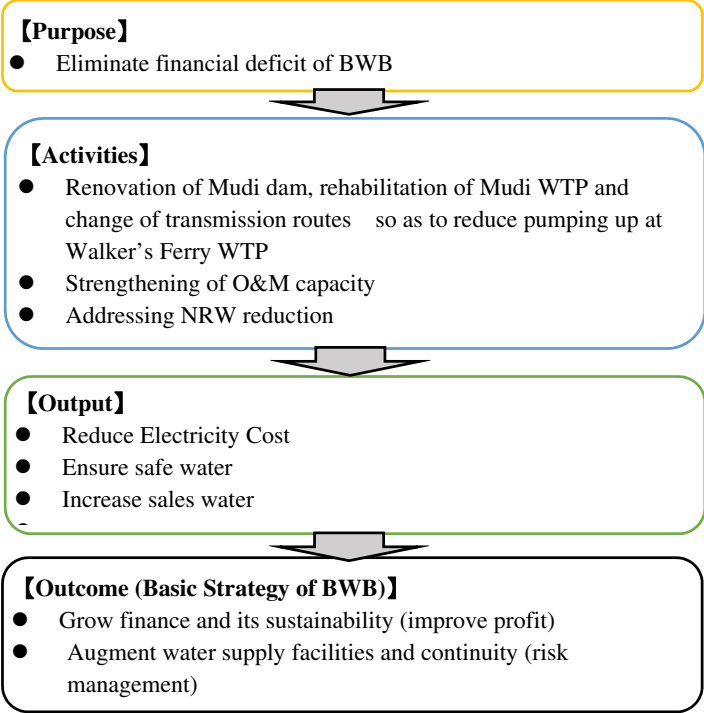 【Purpose】
● Eliminate financial deficit of BWB
【Activities】
● Renovation of Mudi dam, rehabilitation of Mudi WTP and
change of transmission routes so as to reduce pumping up at
Walker’s Ferry WTP
● Strengthening of O&M capacity
● Addressing NRW reduction
【Output】
● Reduce Electricity Cost
● Ensure safe water
● Increase sales water
【Outcome (Basic Strategy of BWB)】
● Grow finance and its sustainability (improve profit)
● Augment water supply facilities and continuity (risk
management)